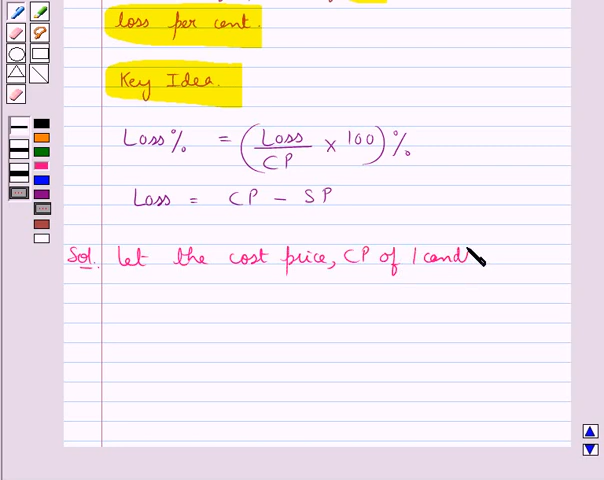 loss per cent.
Key Idea.
Loss% = (Loss/CP × 100)%
Loss = CP - SP
Sol. Let the cost price, CP of 1 cand